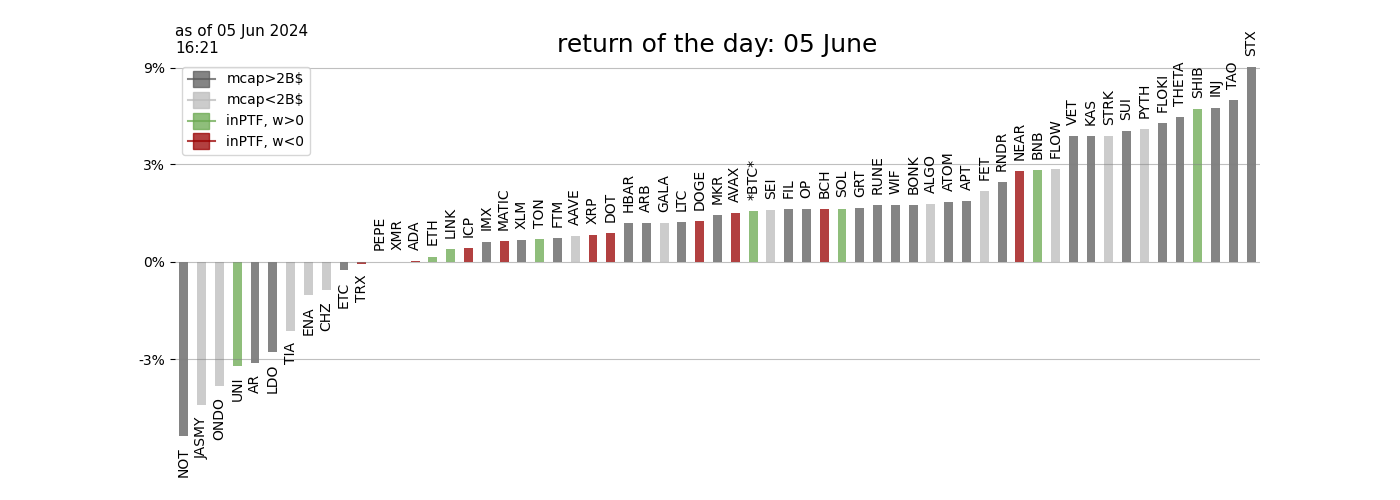 as of 05 Jun 2024
16:21
return of the day: 05 June
9%
3%
0%
-3%
mcap>2B$
mcap<2B$
inPTF, w>0
inPTF, w<0
NOT
JASMY
ONDO
UNI
AR
LDO
TIA
ENA
CHZ
ETC
TRX
PEPE
XMR
ADA
ETH
LINK
ICP
IMX
MATIC
XLM
TON
FTM
AAVE
XRP
DOT
HBAR
ARB
GALA
LTC
DOGE
MKR
AVAX
*BTC*
SEI
FIL
OP
BCH
SOL
GRT
RUNE
WIF
BONK
ALGO
ATOM
APT
FET
RNDR
NEAR
BNB
FLOW
VET
KAS
STRK
SUI
PYTH
FLOKI
THETA
SHIB
INJ
TAO
STX